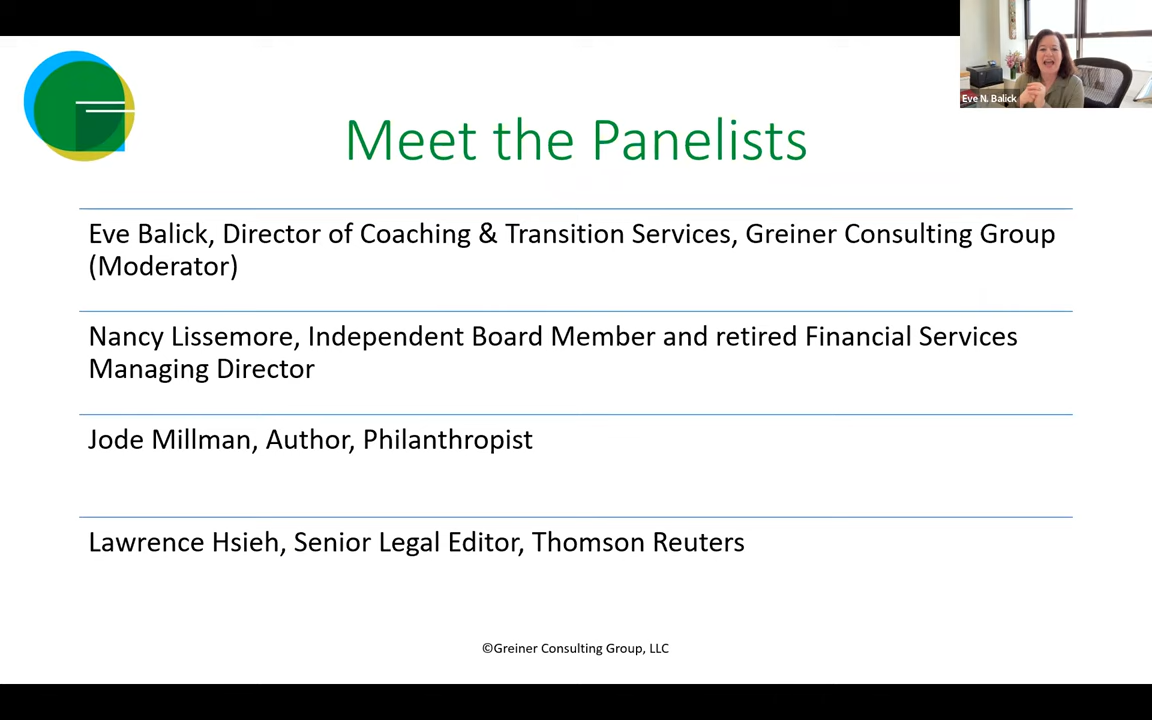 Eve N. Balick
Meet the Panelists
Eve Balick, Director of Coaching & Transition Services, Greiner Consulting Group
(Moderator)
Nancy Lissemore, Independent Board Member and retired Financial Services
Managing Director
Jode Millman, Author, Philanthropist
Lawrence Hsieh, Senior Legal Editor, Thomson Reuters
©Greiner Consulting Group, LLC